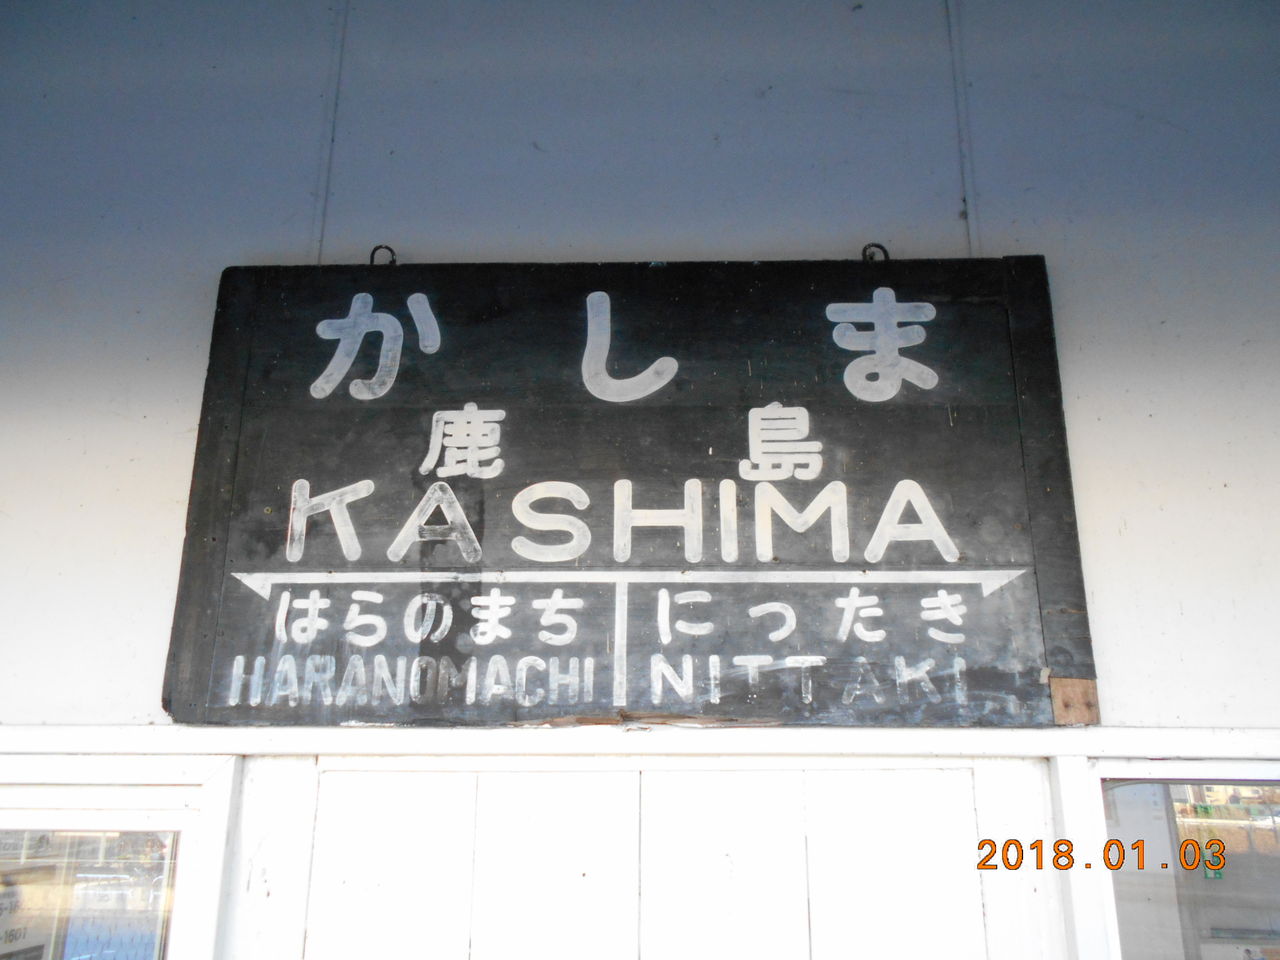 かしま
鹿島
KASHIMA
はらのまち にったき
HARANOMACHI NITTAKI
2018.01.03
-1601